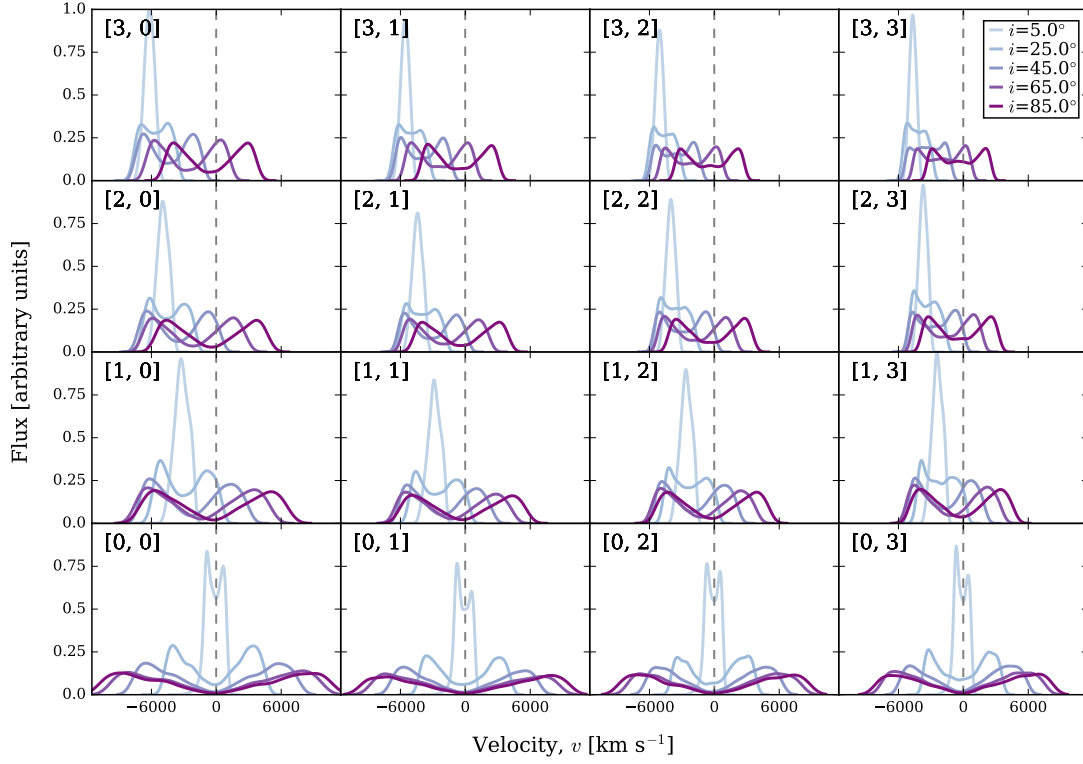 1.0 [3, 0] [3, 1] [3, 2] [3, 3]
0.75
0.5
0.25
0.0
i=5.0°
i=25.0°
i=45.0°
i=65.0°
i=85.0°
[2, 0] [2, 1] [2, 2] [2, 3]
0.75
0.5
0.25
0.0
[1, 0] [1, 1] [1, 2] [1, 3]
0.75
0.5
0.25
0.0
[0, 0] [0, 1] [0, 2] [0, 3]
0.75
0.5
0.25
0.0
Flux [arbitrary units]
−6000 0 6000 −6000 0 6000 −6000 0 6000 −6000 0 6000
Velocity, v [km s⁻¹]